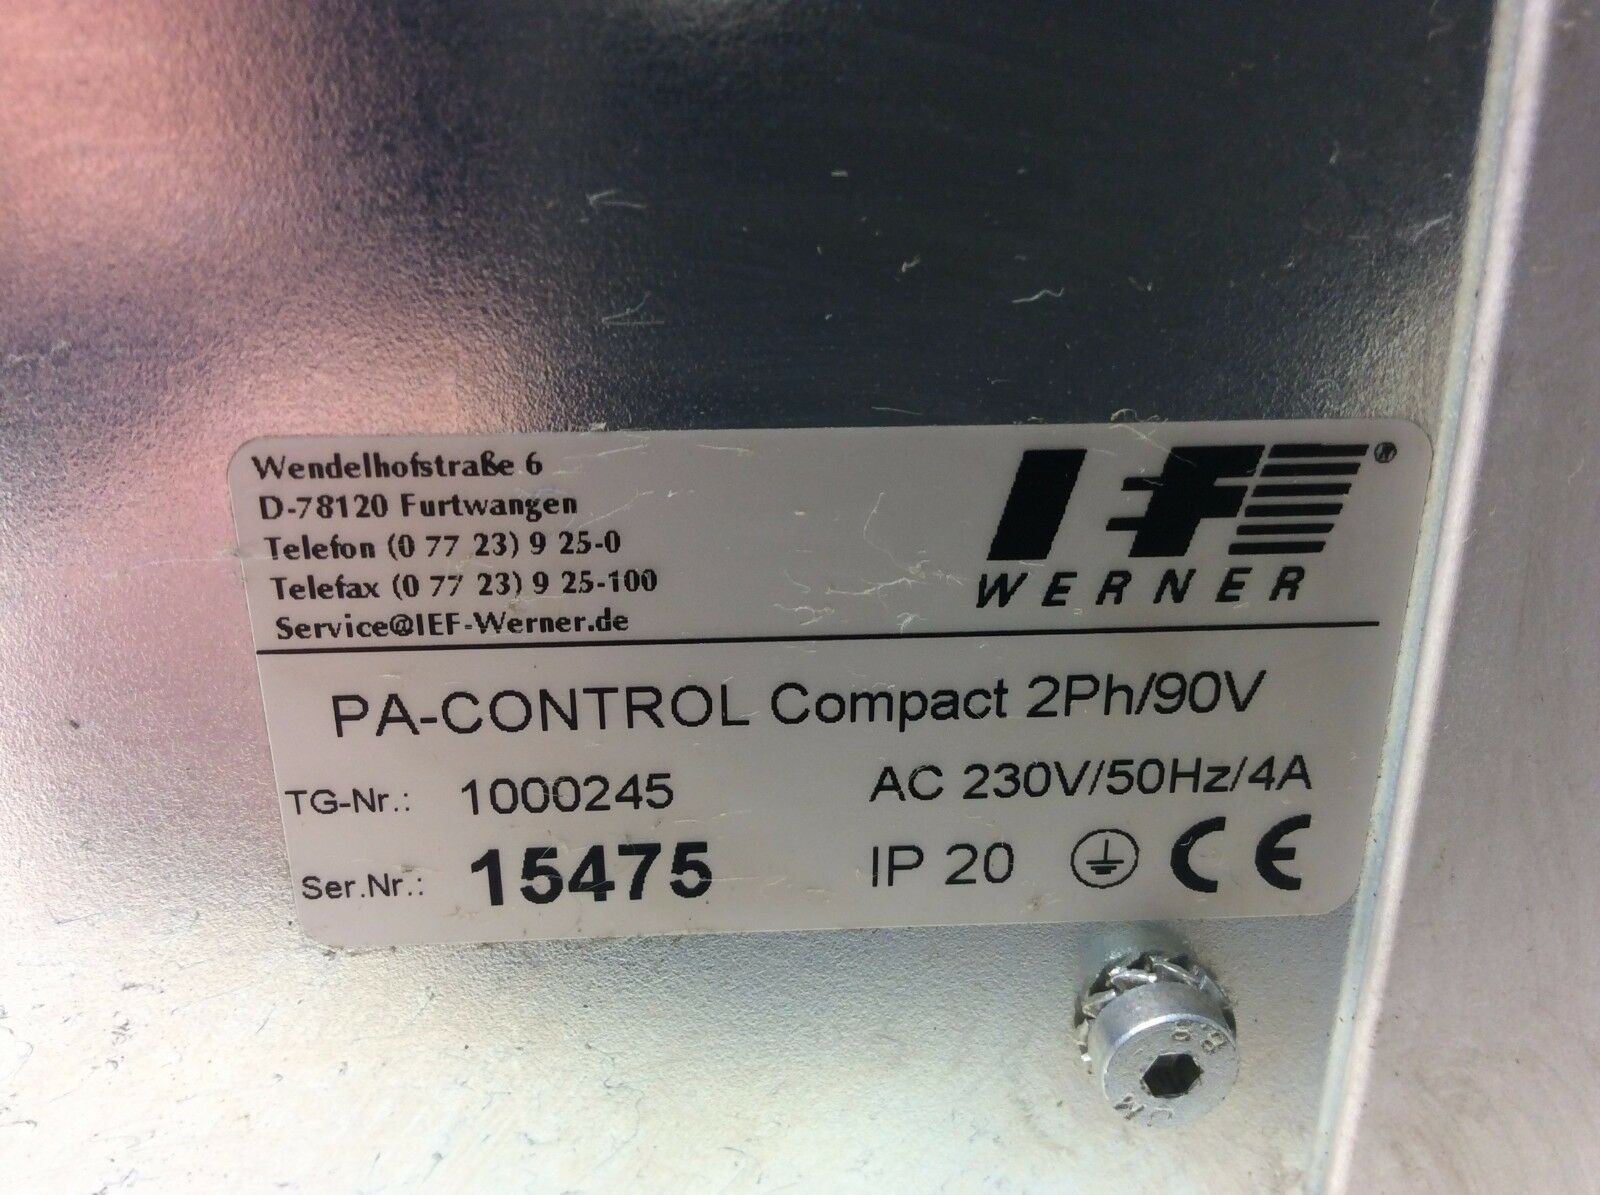 Wendelhofstraße 6
D-78120 Furtwangen
Telefon (0 77 23) 9 25-0
Telefax (0 77 23) 9 25-100
Service@IEF-Werner.de
IEF ®
WERNER
PA-CONTROL Compact 2Ph/90V
TG-Nr.: 1000245
AC 230V/50Hz/4A
Ser.Nr.: 15475
IP 20 CE
8.8